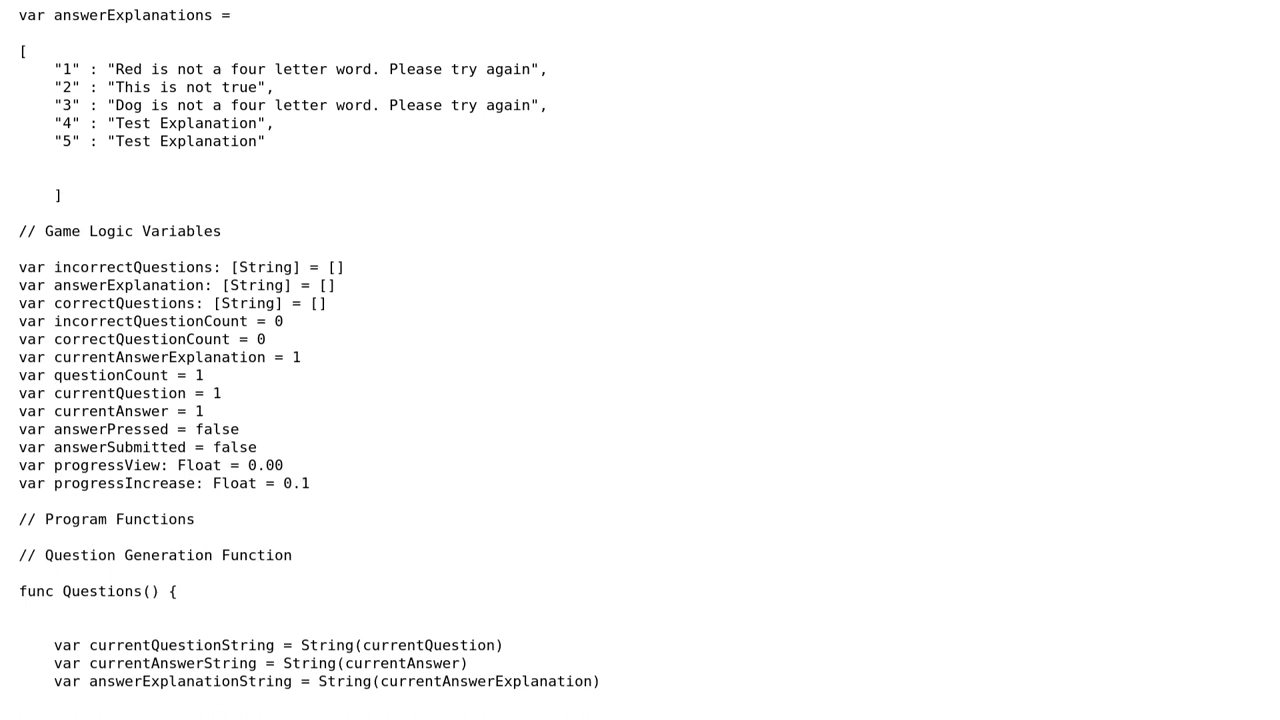 var answerExplanations =
[
"1" : "Red is not a four letter word. Please try again",
"2" : "This is not true",
"3" : "Dog is not a four letter word. Please try again",
"4" : "Test Explanation",
"5" : "Test Explanation"
]
// Game Logic Variables
var incorrectQuestions: [String] = []
var answerExplanation: [String] = []
var correctQuestions: [String] = []
var incorrectQuestionCount = 0
var correctQuestionCount = 0
var currentAnswerExplanation = 1
var questionCount = 1
var currentQuestion = 1
var currentAnswer = 1
var answerPressed = false
var answerSubmitted = false
var progressView: Float = 0.00
var progressIncrease: Float = 0.1
// Program Functions
// Question Generation Function
func Questions() {
var currentQuestionString = String(currentQuestion)
var currentAnswerString = String(currentAnswer)
var answerExplanationString = String(currentAnswerExplanation)